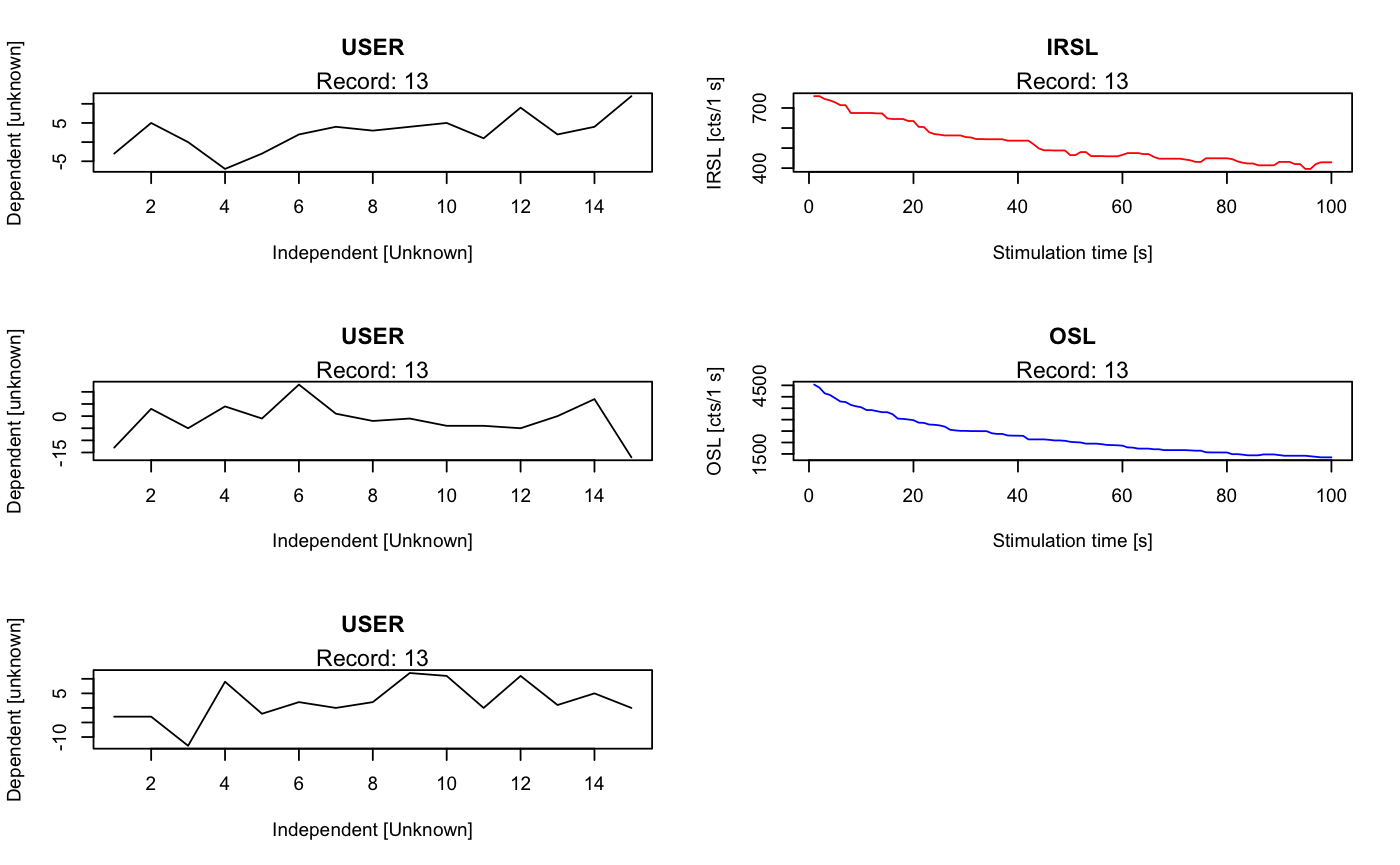 USER
Record: 13
Dependent [unknown]
5
-5
2 4 6 8 10 12 14
Independent [Unknown]
IRSL
Record: 13
IRSL [cts/1 s]
700
400
0 20 40 60 80 100
Stimulation time [s]
USER
Record: 13
Dependent [unknown]
0
-15
2 4 6 8 10 12 14
Independent [Unknown]
OSL
Record: 13
OSL [cts/1 s]
4500
1500
0 20 40 60 80 100
Stimulation time [s]
USER
Record: 13
Dependent [unknown]
5
-10
2 4 6 8 10 12 14
Independent [Unknown]